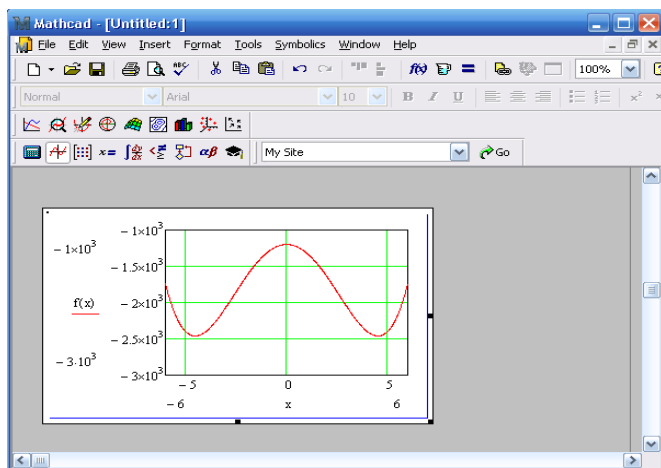 Mathcad - [Untitled:1]
File Edit View Insert Format Tools Symbolics Window Help
f(x) = 100%
Normal Arial 10 B I U x²
x= αβ My Site Go
− 1×10³
− 1×10³
− 1.5×10³
f(x)
− 2×10³
− 2.5×10³
− 3·10³
− 3×10³
− 5 0 5
− 6 x 6